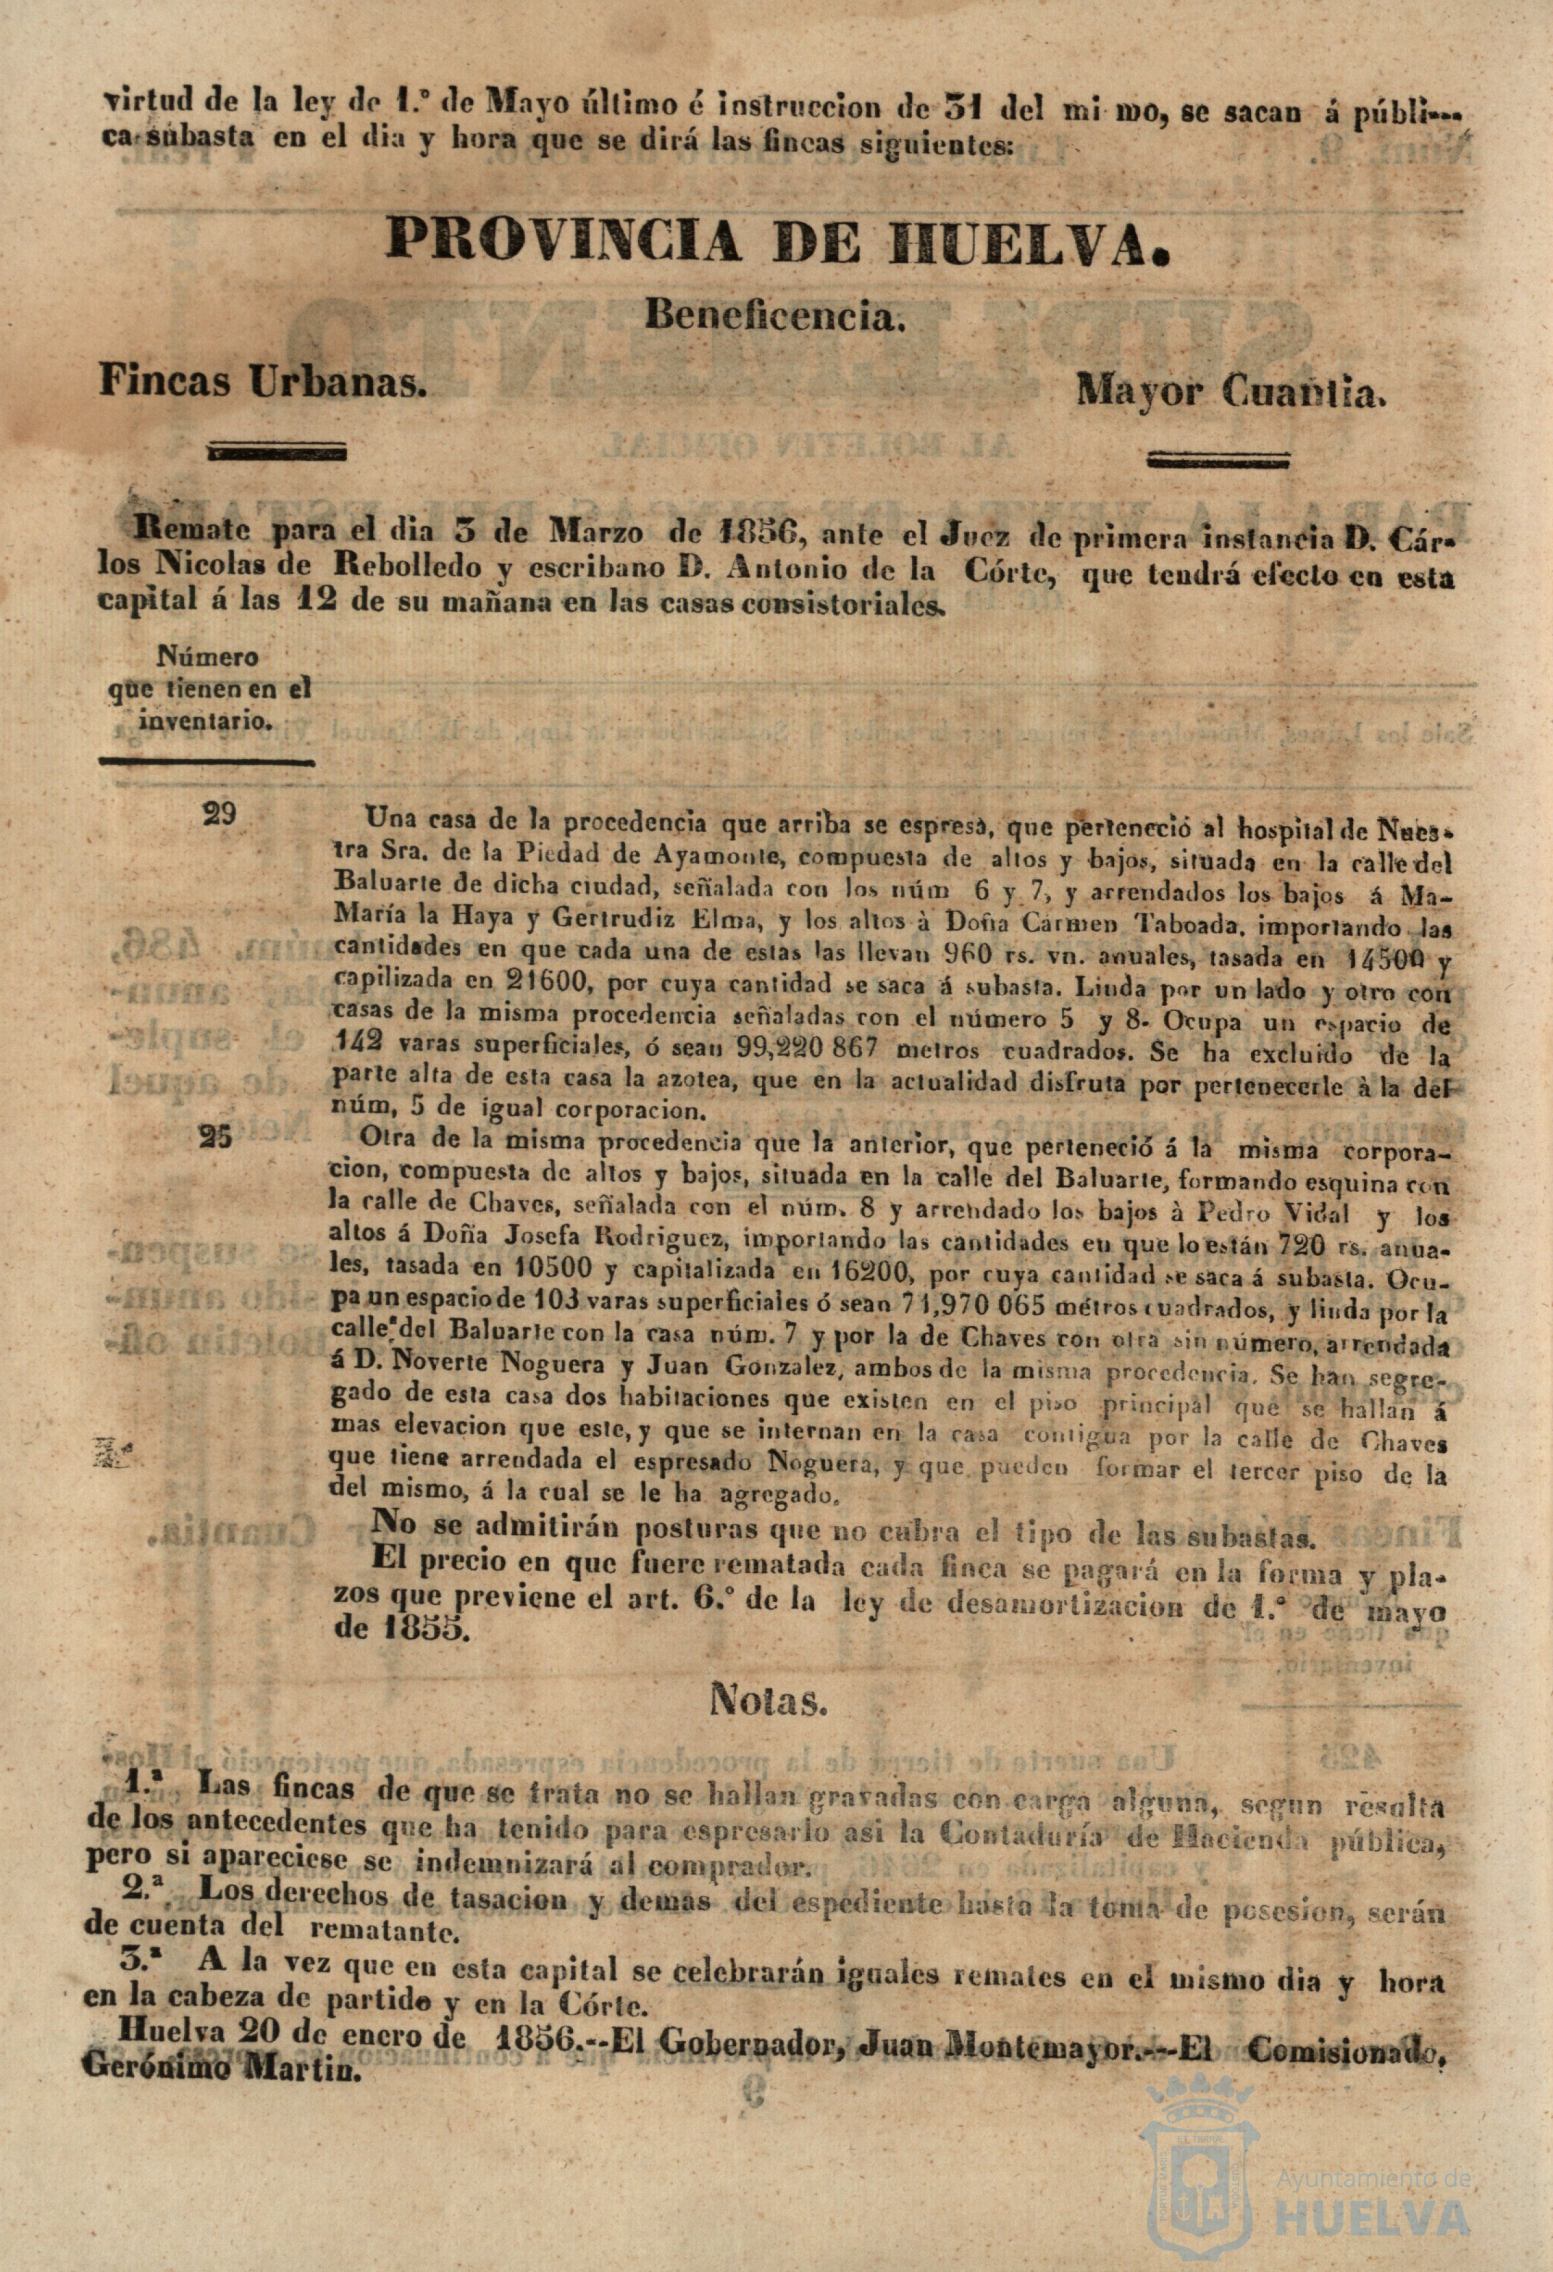 virtud de la ley de 1.º de Mayo último é instruccion de 31 del mi mo, se sacan á públi---
ca subasta en el dia y hora que se dirá las fincas siguientes:
PROVINCIA DE HUELVA.
Beneficencia.
Fincas Urbanas.
Mayor Cuantia.
Remate para el dia 3 de Marzo de 1856, ante el Juez de primera instancia D. Cár-
los Nicolas de Rebolledo y escribano D. Antonio de la Córte, que tendrá efecto en esta
capital á las 12 de su mañana en las casas consistoriales.
Número
que tienen en el
inventario.
29
Una casa de la procedencia que arriba se espresa, que perteneció al hospital de Nues-
tra Sra. de la Piedad de Ayamonte, compuesta de altos y bajos, situada en la calle del
Baluarte de dicha ciudad, señalada con los núm 6 y 7, y arrendados los bajos á Ma-
María la Haya y Gertrudiz Elma, y los altos à Doña Carmen Taboada, importando las
cantidades en que cada una de estas las llevan 960 rs. vn. anuales, tasada en 14500 y
capilizada en 21600, por cuya cantidad se saca á subasta. Linda por un lado y otro con
casas de la misma procedencia señaladas con el número 5 y 8. Ocupa un espacio de
142 varas superficiales, ó sean 99,220 867 metros cuadrados. Se ha excluido de la
parte alta de esta casa la azotea, que en la actualidad disfruta por pertenecerle à la del
núm, 5 de igual corporacion.
25
Otra de la misma procedencia que la anterior, que perteneció á la misma corpora-
cion, compuesta de altos y bajos, situada en la calle del Baluarte, formando esquina con
la calle de Chaves, señalada con el núm. 8 y arrendado los bajos à Pedro Vidal y los
altos á Doña Josefa Rodriguez, importando las cantidades en que lo están 720 rs. anua-
les, tasada en 10500 y capitalizada en 16200, por cuya cantidad se saca á subasta. Ocu-
pa un espacio de 103 varas superficiales ó sean 71,970 065 métros cuadrados, y linda por la
calle del Baluarte con la casa núm. 7 y por la de Chaves con otra sin número, arrendada
á D. Noverte Noguera y Juan Gonzalez, ambos de la misma procedencia. Se han segre-
gado de esta casa dos habitaciones que existen en el piso principal que se hallan á
mas elevacion que este, y que se internan en la casa contigua por la calle de Chaves
que tiene arrendada el espresado Noguera, y que pueden formar el tercer piso de la
del mismo, á la cual se le ha agregado.
No se admitirán posturas que no cubra el tipo de las subastas.
El precio en que fuere rematada cada finca se pagará en la forma y pla-
zos que previene el art. 6.º de la ley de desamortizacion de 1.º de mayo
de 1855.
Notas.
1.ª Las fincas de que se trata no se hallan gravadas con carga alguna, segun resulta
de los antecedentes que ha tenido para espresarlo asi la Contaduría de Hacienda pública,
pero si apareciese se indemnizará al comprador.
2.ª Los derechos de tasacion y demas del espediente hasta la toma de posesion, serán
de cuenta del rematante.
3.ª A la vez que en esta capital se celebrarán iguales remates en el mismo dia y hora
en la cabeza de partido y en la Córte.
Huelva 20 de enero de 1856.--El Gobernador, Juan Montemayor.--El Comisionado,
Gerónimo Martin.
Ayuntamiento de
HUELVA